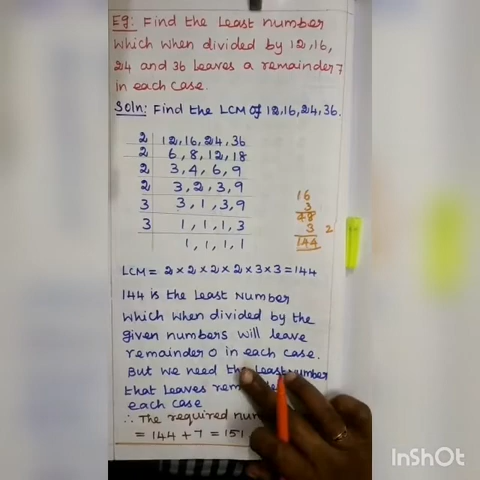 Eg: Find the Least number
which when divided by 12,16,
24 and 36 leaves a remainder 7
in each case.
Soln: Find the LCM of 12,16,24,36.
2 12,16,24,36
2 6,8,12,18
2 3,4,6,9
2 3,2,3,9
3 3,1,3,9
3 1,1,1,3
1,1,1,1
16
3
48
3 2
144
LCM = 2×2×2×2×3×3=144
144 is the Least Number
which when divided by the
given numbers will leave
remainder 0 in each case.
But we need the Least Number
that leaves
each case
∴ The required
= 144 + 7 = 151
InShOt